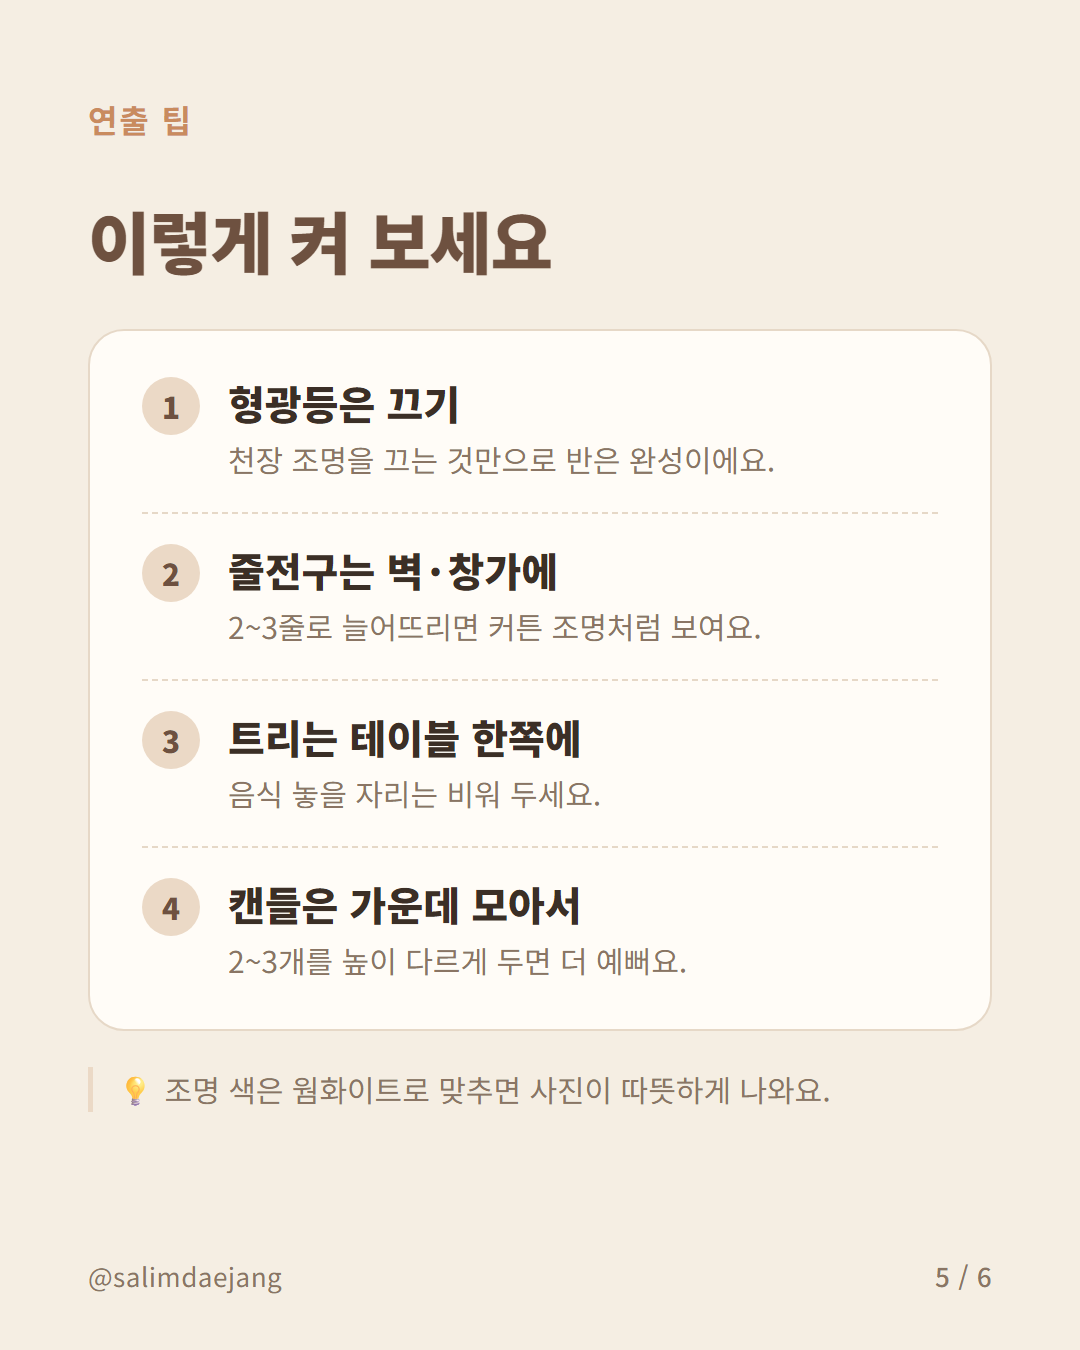 연출 팁
이렇게 켜 보세요
1 형광등은 끄기
천장 조명을 끄는 것만으로 반은 완성이에요.
2 줄전구는 벽·창가에
2~3줄로 늘어뜨리면 커튼 조명처럼 보여요.
3 트리는 테이블 한쪽에
음식 놓을 자리는 비워 두세요.
4 캔들은 가운데 모아서
2~3개를 높이 다르게 두면 더 예뻐요.
💡 조명 색은 웜화이트로 맞추면 사진이 따뜻하게 나와요.
@salimdaejang
5 / 6